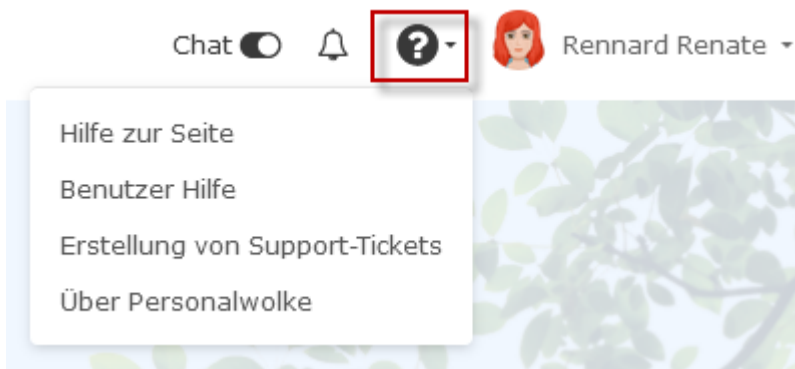 Chat Rennard Renate
Hilfe zur Seite
Benutzer Hilfe
Erstellung von Support-Tickets
Über Personalwolke